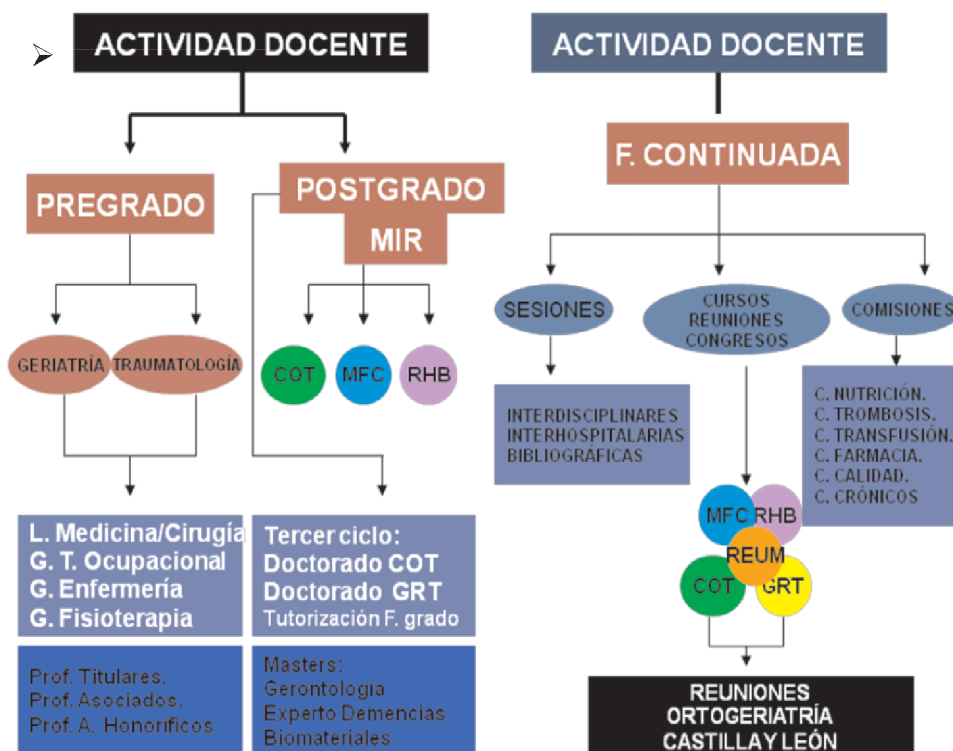 ACTIVIDAD DOCENTE
PREGRADO
POSTGRADO
MIR
GERIATRÍA
TRAUMATOLOGÍA
COT
MFC
RHB
L. Medicina/Cirugía
G. T. Ocupacional
G. Enfermería
G. Fisioterapia
Tercer ciclo:
Doctorado COT
Doctorado GRT
Tutorización F. grado
Prof. Titulares.
Prof. Asociados.
Prof. A. Honoríficos
Masters:
Gerontología
Experto Demencias
Biomateriales
ACTIVIDAD DOCENTE
F. CONTINUADA
SESIONES
CURSOS
REUNIONES
CONGRESOS
COMISIONES
INTERDISCIPLINARES
INTERHOSPITALARIAS
BIBLIOGRÁFICAS
C. NUTRICIÓN.
C. TROMBOSIS.
C. TRANSFUSIÓN.
C. FARMACIA.
C. CALIDAD.
C. CRÓNICOS
MFC
RHB
REUM
COT
GRT
REUNIONES
ORTOGERIATRÍA
CASTILLA Y LEÓN